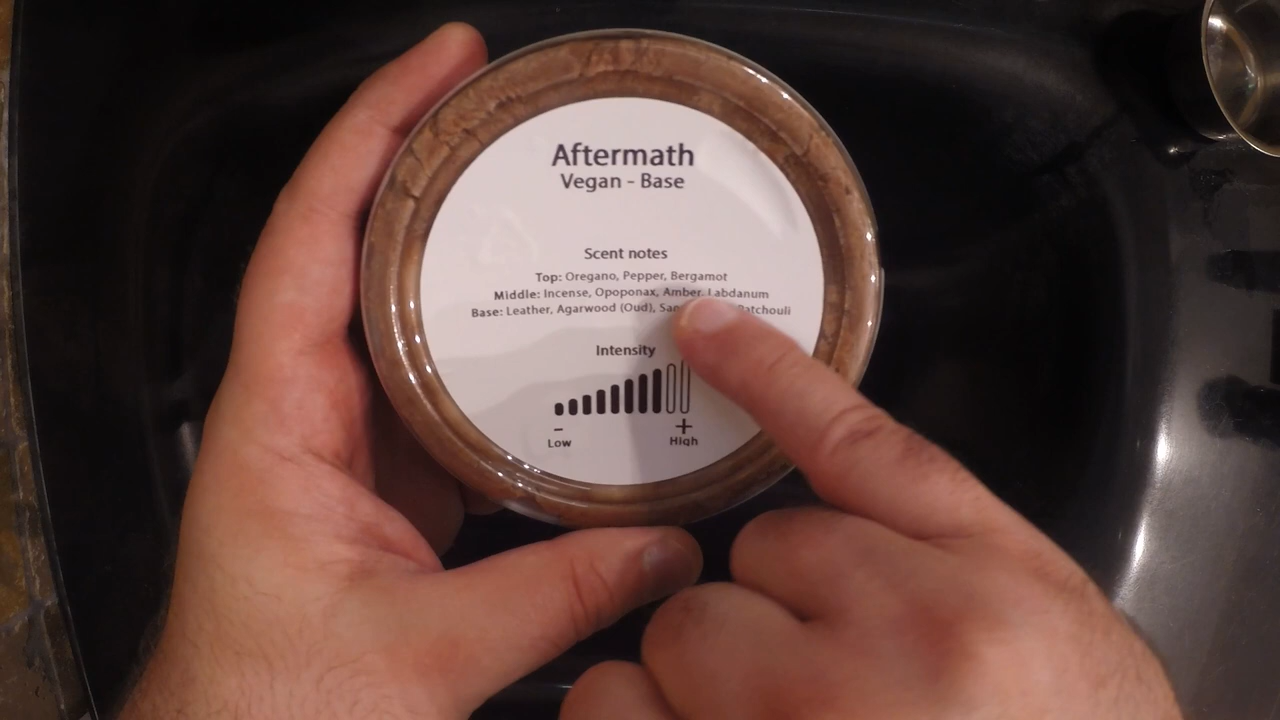 Aftermath
Vegan - Base
Scent notes
Top: Oregano, Pepper, Bergamot
Middle: Incense, Opoponax, Amber, Labdanum
Base: Leather, Agarwood (Oud), Patchouli
Intensity
- +
Low High